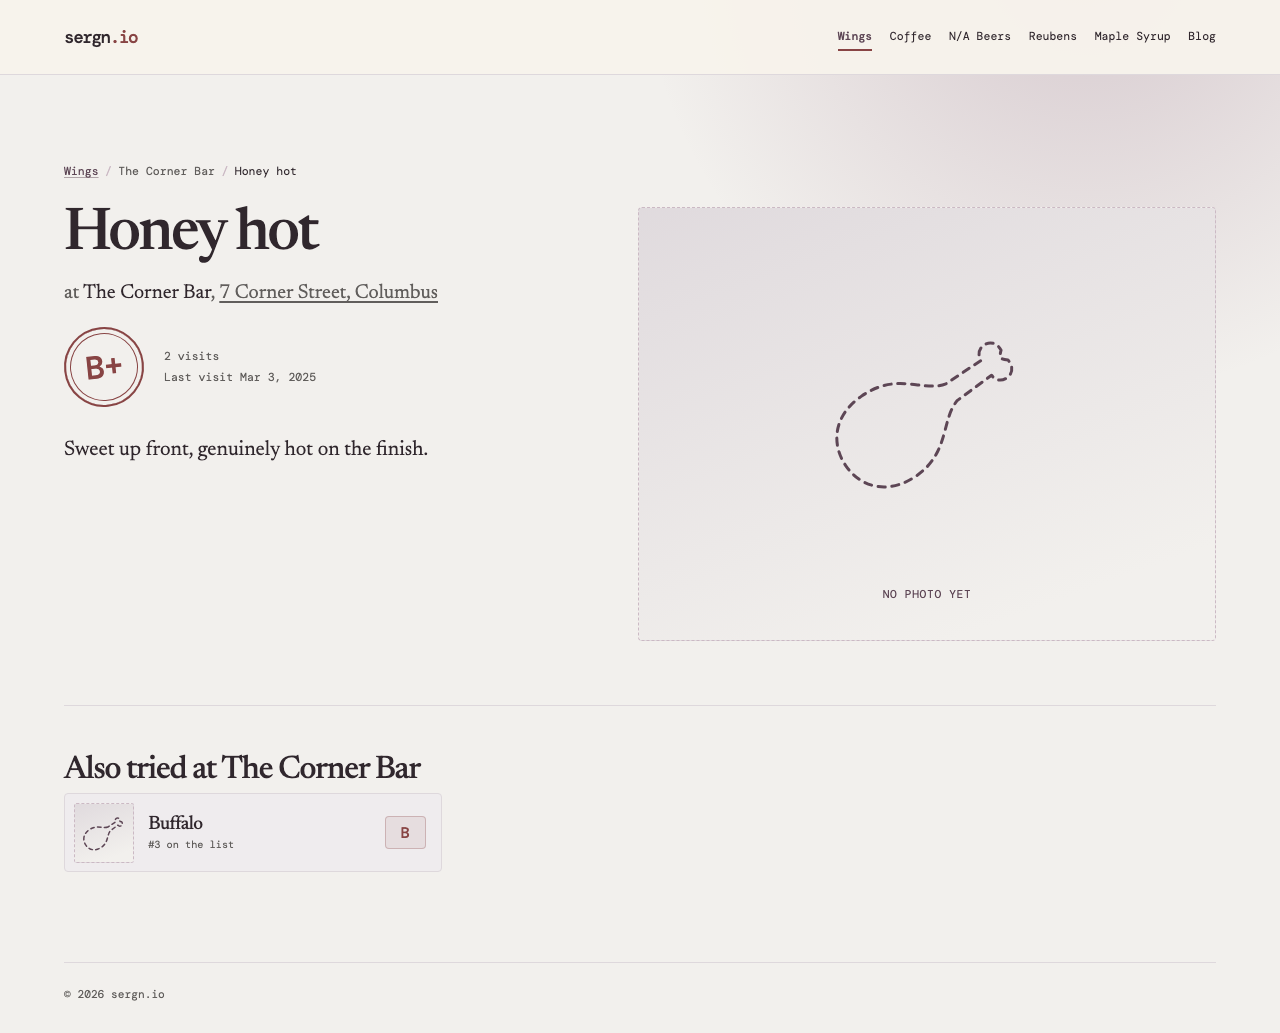 sergn.io
Wings Coffee N/A Beers Reubens Maple Syrup Blog
Wings / The Corner Bar / Honey hot
Honey hot
at The Corner Bar, 7 Corner Street, Columbus
B+
2 visits
Last visit Mar 3, 2025
Sweet up front, genuinely hot on the finish.
NO PHOTO YET
Also tried at The Corner Bar
Buffalo
#3 on the list
B
© 2026 sergn.io